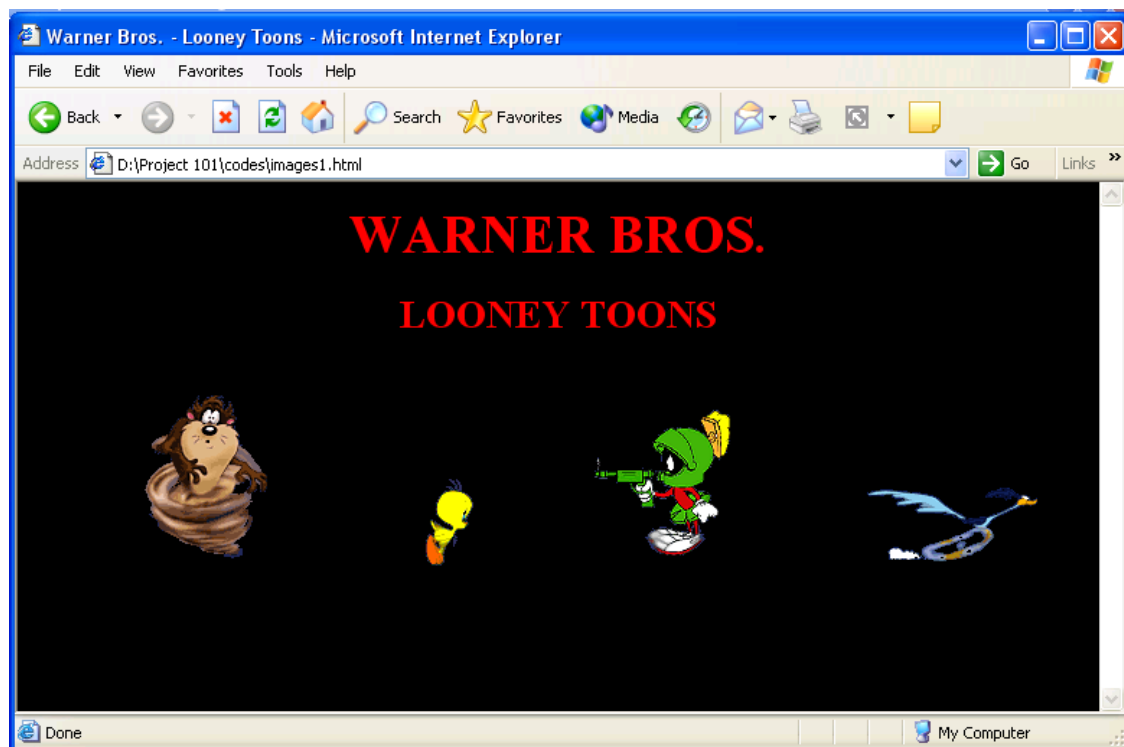 Warner Bros. - Looney Toons - Microsoft Internet Explorer
File Edit View Favorites Tools Help
Back Search Favorites Media
Address D:\Project 101\codes\images1.html Go Links »
WARNER BROS.
LOONEY TOONS
Done My Computer